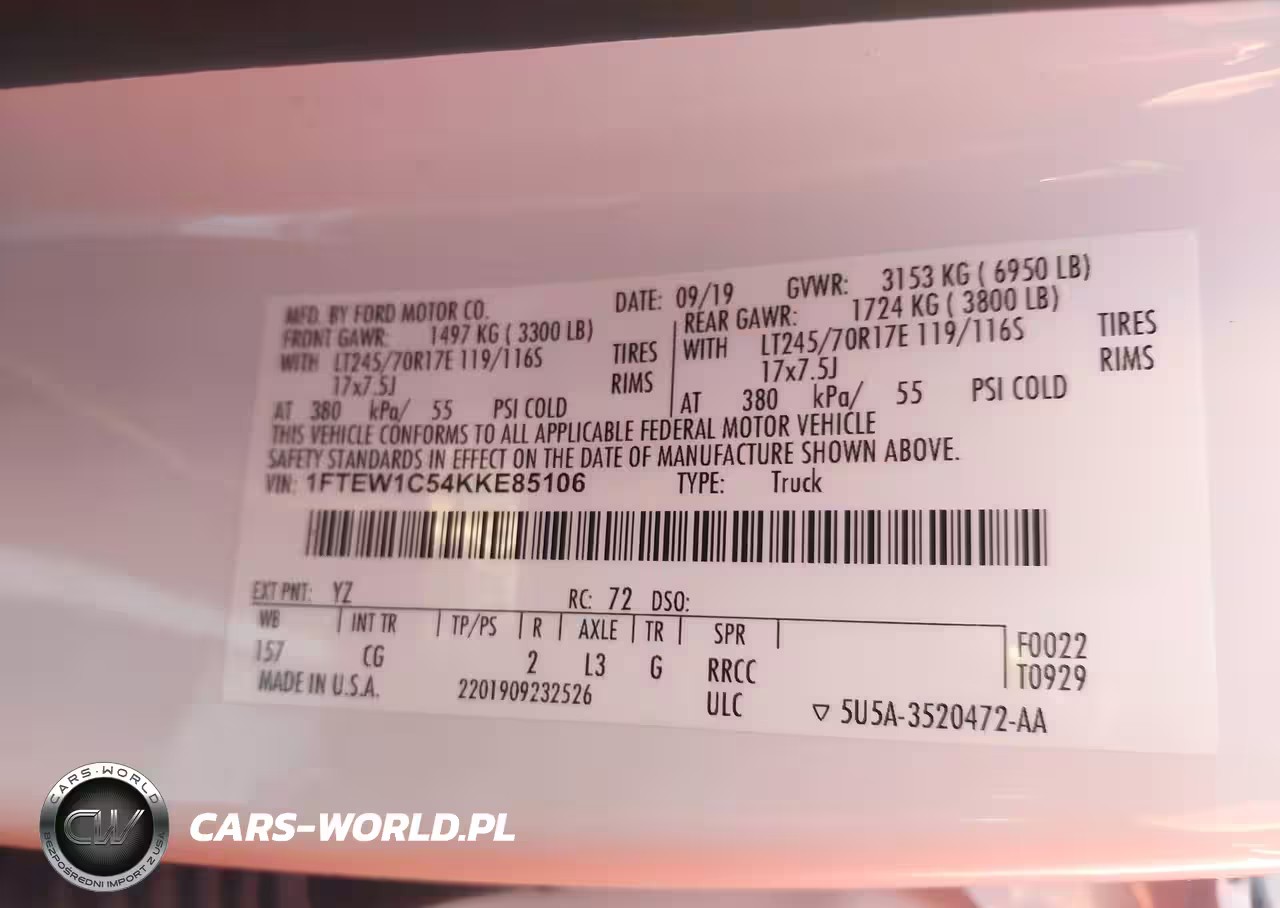 MFD. BY FORD MOTOR CO. DATE: 09/19 GVWR: 3153 KG ( 6950 LB)
FRONT GAWR: 1497 KG ( 3300 LB) REAR GAWR: 1724 KG ( 3800 LB)
WITH LT245/70R17E 119/116S TIRES WITH LT245/70R17E 119/116S TIRES
17x7.5J RIMS 17x7.5J RIMS
AT 380 kPa/ 55 PSI COLD AT 380 kPa/ 55 PSI COLD
THIS VEHICLE CONFORMS TO ALL APPLICABLE FEDERAL MOTOR VEHICLE
SAFETY STANDARDS IN EFFECT ON THE DATE OF MANUFACTURE SHOWN ABOVE.
VIN: 1FTEW1C54KKE85106 TYPE: Truck
EXT PNT: YZ RC: 72 DSO:
WB INT TR TP/PS R AXLE TR SPR F0022
157 CG 2 L3 G RRCC T0929
MADE IN U.S.A. 2201909232526 ULC ▽ 5U5A-3520472-AA
CARS-WORLD
CW
BEZPOŚREDNI IMPORT Z USA
CARS-WORLD.PL